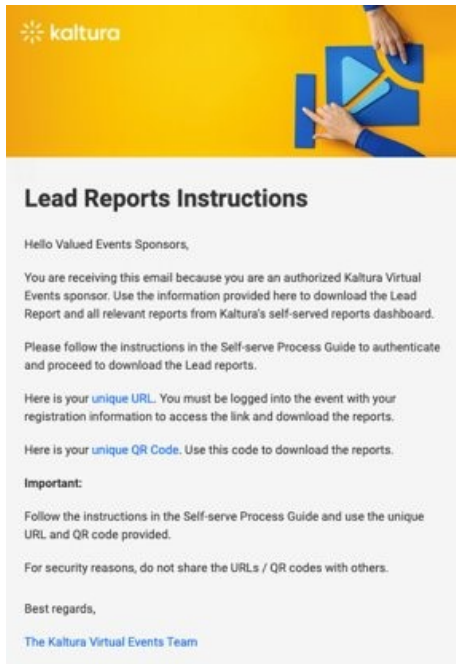 kaltura
Lead Reports Instructions
Hello Valued Events Sponsors,
You are receiving this email because you are an authorized Kaltura Virtual
Events sponsor. Use the information provided here to download the Lead
Report and all relevant reports from Kaltura's self-served reports dashboard.
Please follow the instructions in the Self-serve Process Guide to authenticate
and proceed to download the Lead reports.
Here is your unique URL. You must be logged into the event with your
registration information to access the link and download the reports.
Here is your unique QR Code. Use this code to download the reports.
Important:
Follow the instructions in the Self-serve Process Guide and use the unique
URL and QR code provided.
For security reasons, do not share the URLs / QR codes with others.
Best regards,
The Kaltura Virtual Events Team